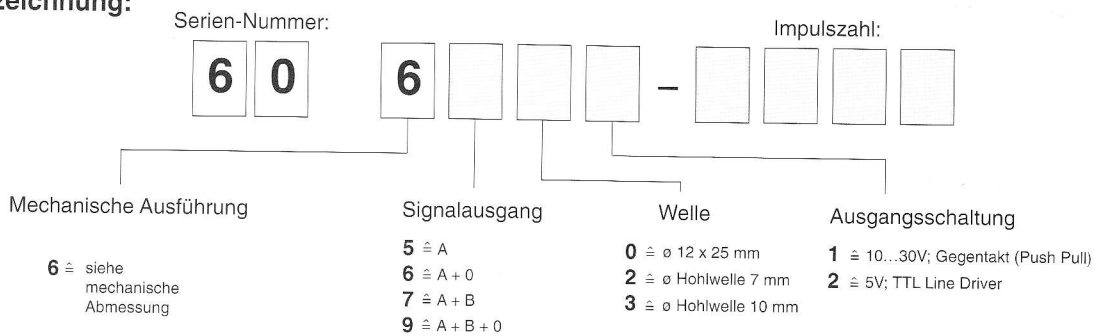 zeichnung:
Serien-Nummer:
Impulszahl:
6 0 6 –
Mechanische Ausführung
6 ≙ siehe
mechanische
Abmessung
Signalausgang
5 ≙ A
6 ≙ A + 0
7 ≙ A + B
9 ≙ A + B + 0
Welle
0 ≙ ø 12 x 25 mm
2 ≙ ø Hohlwelle 7 mm
3 ≙ ø Hohlwelle 10 mm
Ausgangsschaltung
1 ≙ 10...30V; Gegentakt (Push Pull)
2 ≙ 5V; TTL Line Driver